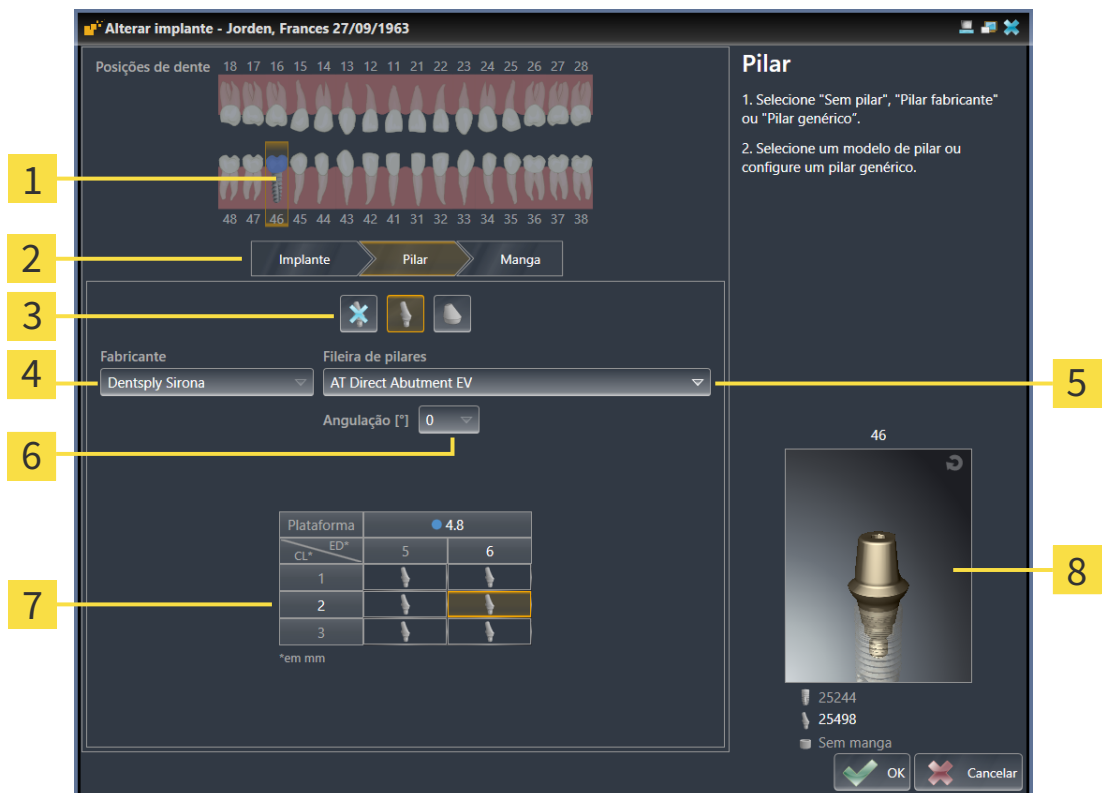 Alterar implante - Jorden, Frances 27/09/1963
Posições de dente 18 17 16 15 14 13 12 11 21 22 23 24 25 26 27 28
1
48 47 46 45 44 43 42 41 31 32 33 34 35 36 37 38
2
Implante Pilar Manga
3
Fabricante Fileira de pilares
4
Dentsply Sirona AT Direct Abutment EV
5
Angulação [°] 0
6
Plataforma 4.8
CL* ED* 5 6
1
7
2
3
*em mm
Pilar
1. Selecione "Sem pilar", "Pilar fabricante"
ou "Pilar genérico".
2. Selecione um modelo de pilar ou
configure um pilar genérico.
46
8
25244
25498
Sem manga
OK Cancelar